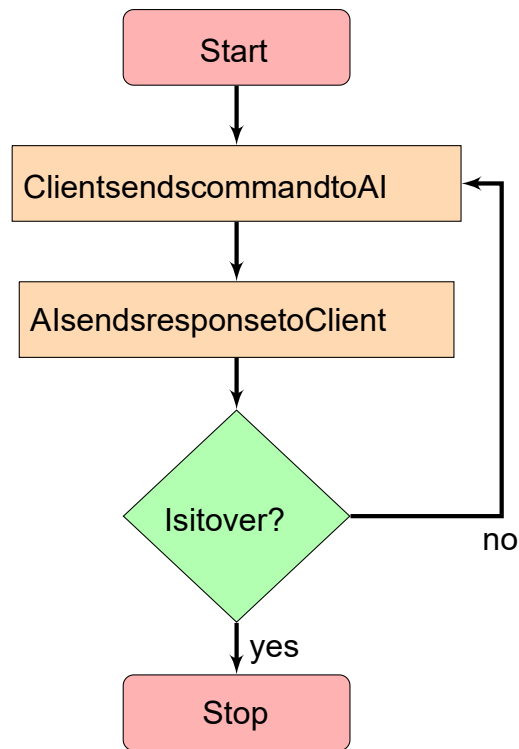 Start
ClientsendscommandtoAI
AIsendsresponsetoClient
Isitover?
no
yes
Stop